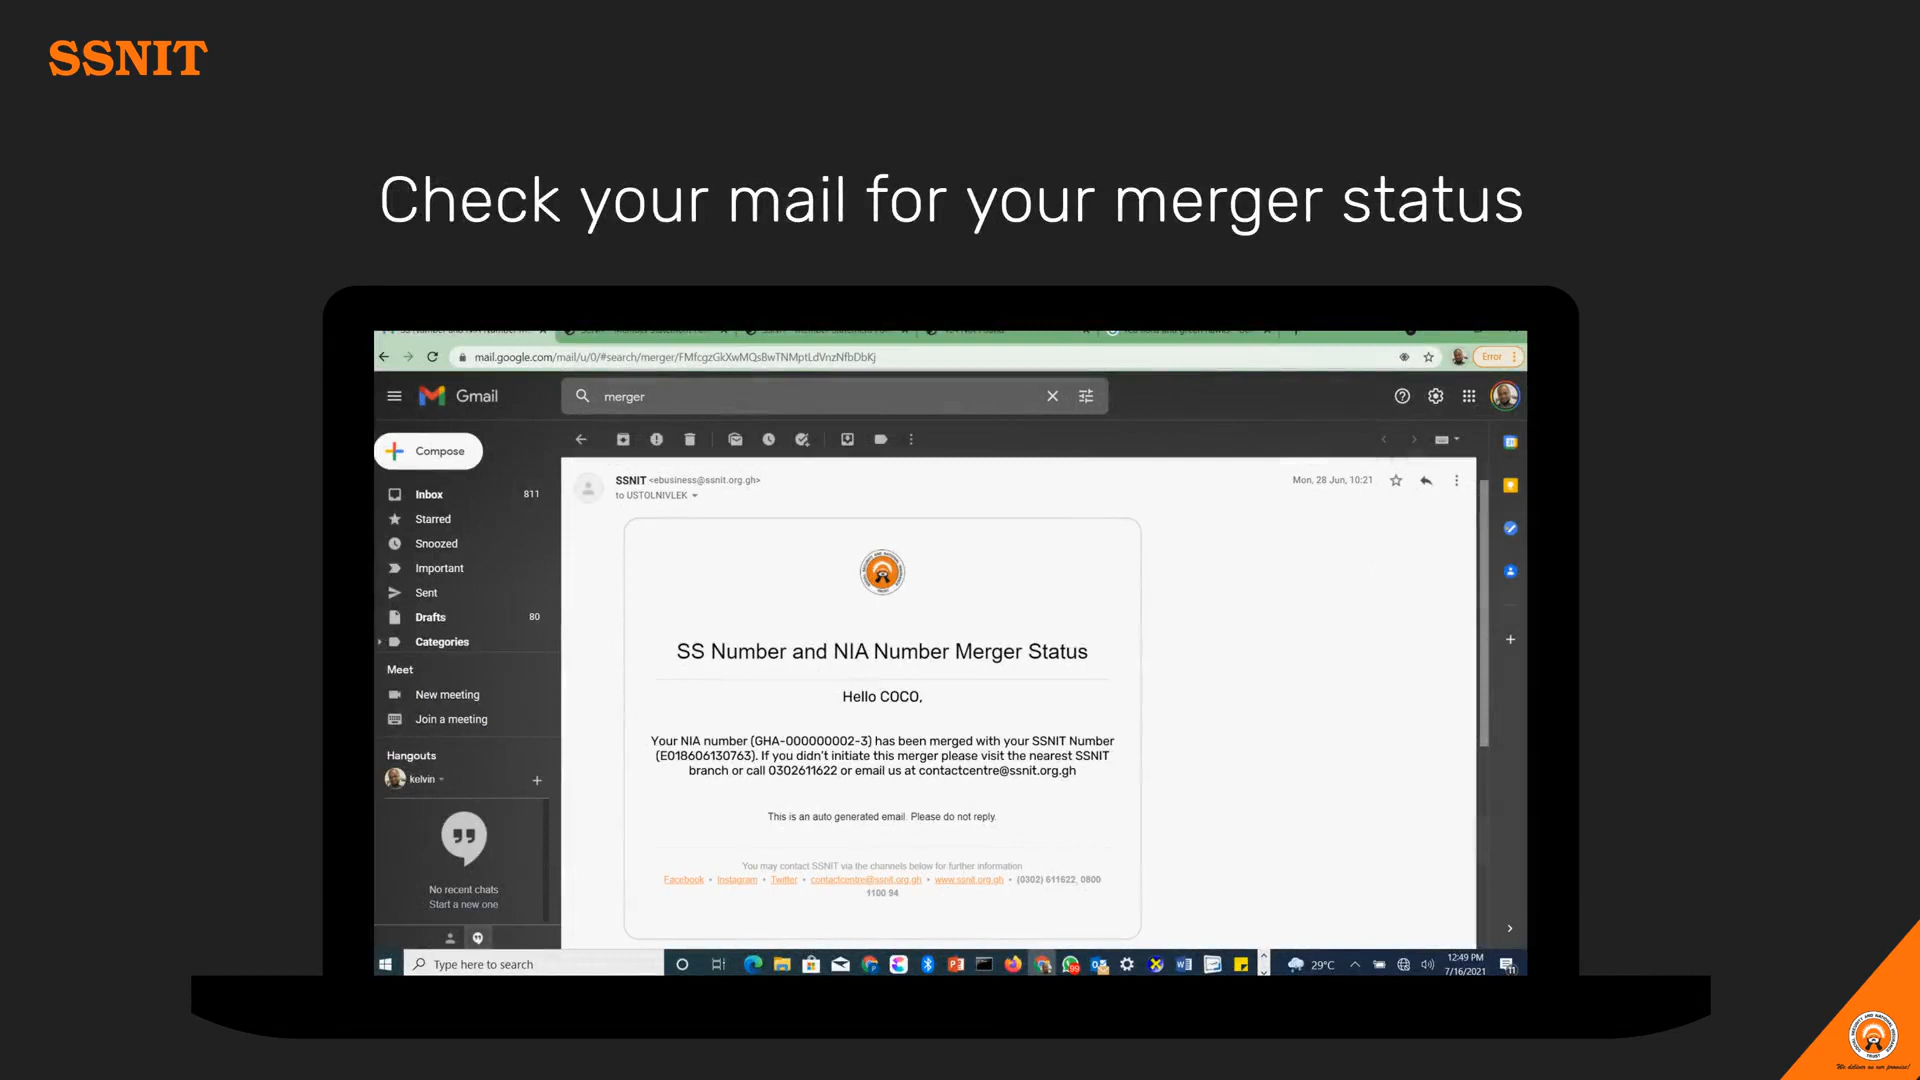 SSNIT
Check your mail for your merger status
mail.google.com/mail/u/0/#search/merger/FMfcgzGkXwMQsBwTNMptLdVnzNfbDbKj
Error
Gmail
merger
Compose
Inbox 811
Starred
Snoozed
Important
Sent
Drafts 80
Categories
Meet
New meeting
Join a meeting
Hangouts
kelvin
No recent chats
Start a new one
SSNIT <ebusiness@ssnit.org.gh>
Mon, 28 Jun, 10:21
to USTOLNIVLEK
SS Number and NIA Number Merger Status
Hello COCO,
Your NIA number (GHA-000000002-3) has been merged with your SSNIT Number
(E018606130763). If you didn't initiate this merger please visit the nearest SSNIT
branch or call 0302611622 or email us at contactcentre@ssnit.org.gh
This is an auto generated email. Please do not reply.
You may contact SSNIT via the channels below for further information
Facebook • Instagram • Twitter • contactcentre@ssnit.org.gh • www.ssnit.org.gh • (0302) 611622, 0800
1100 94
Type here to search
29°C
12:49 PM
7/16/2021
We deliver on our promise!